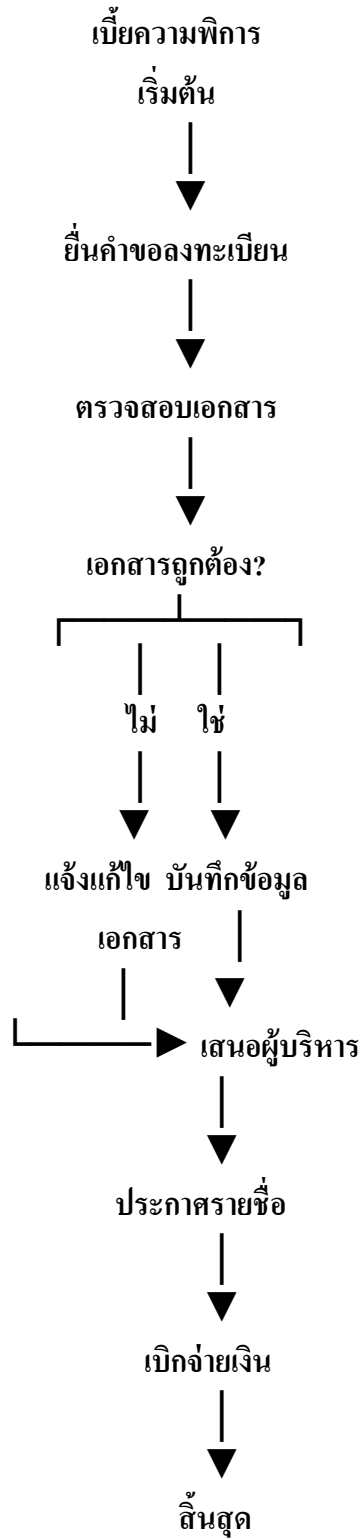 เบี้ยความพิการ
เริ่มต้น
ยื่นคำขอลงทะเบียน
ตรวจสอบเอกสาร
เอกสารถูกต้อง?
ไม่ ใช่
แจ้งแก้ไข บันทึกข้อมูล
เอกสาร
เสนอผู้บริหาร
ประกาศรายชื่อ
เบิกจ่ายเงิน
สิ้นสุด